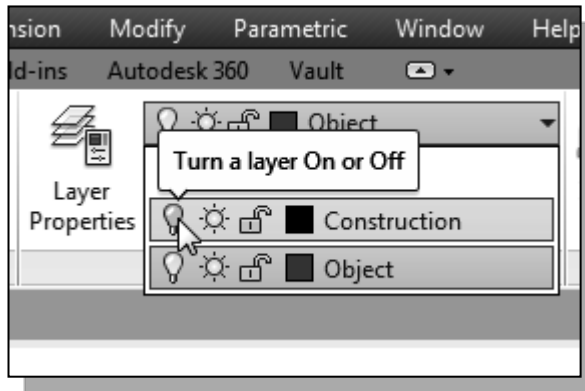 nsion Modify Parametric Window Help
ld-ins Autodesk 360 Vault
Object
Turn a layer On or Off
Layer
Properties
Construction
Object